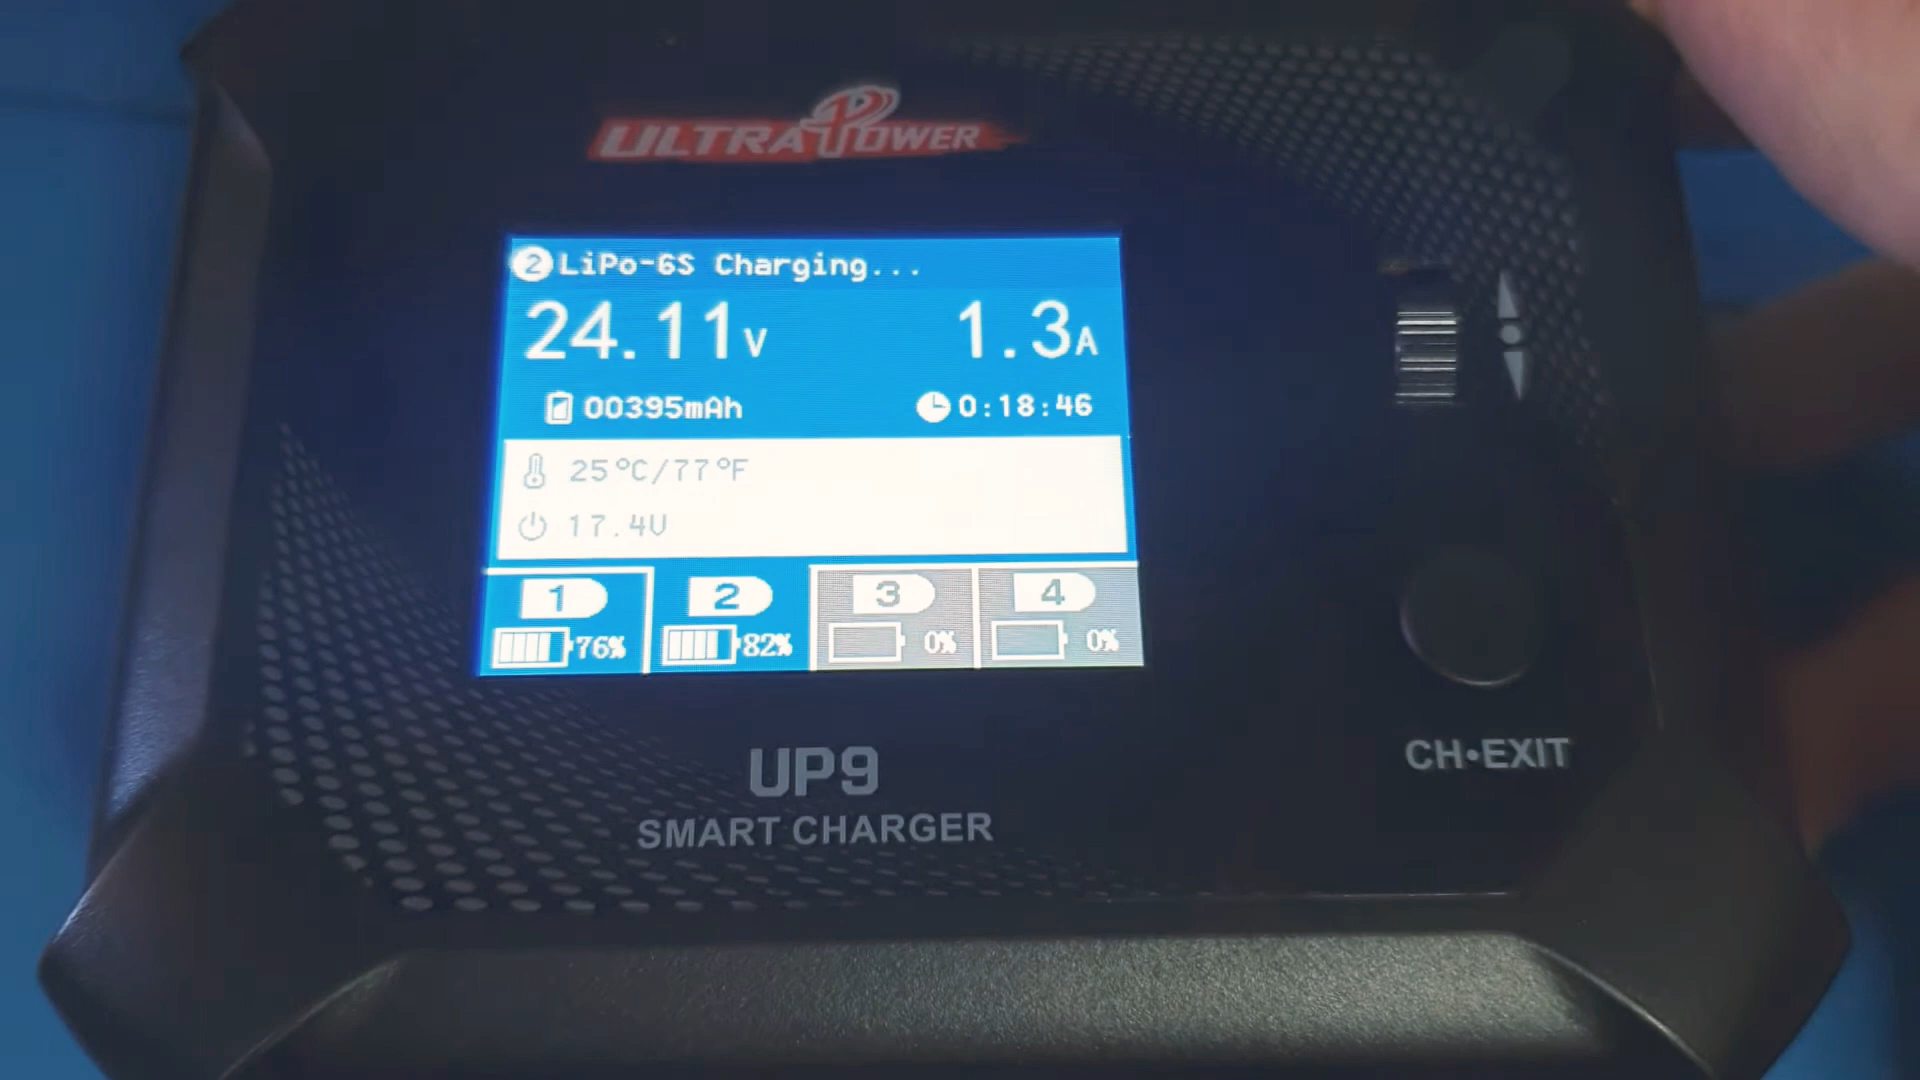 ULTRA POWER
2 LiPo-6S Charging...
24.11V 1.3A
00395mAh 0:18:46
25°C/77°F
17.4V
1 2 3 4
76% 82% 0% 0%
UP9
SMART CHARGER
CH•EXIT